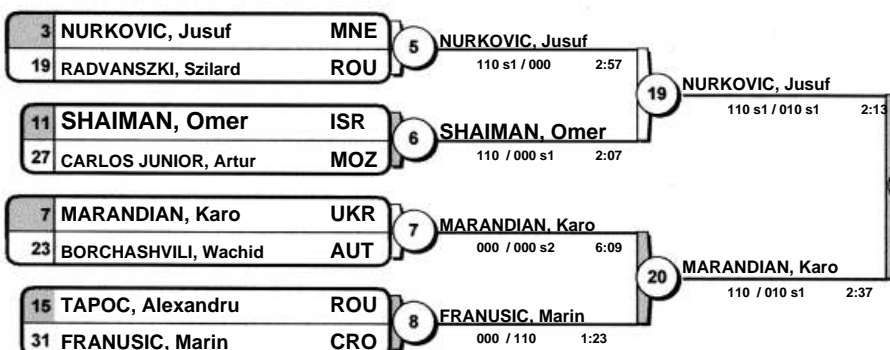 3 NURKOVIC, Jusuf MNE
19 RADVANSZKI, Szilard ROU
5
NURKOVIC, Jusuf
110 s1 / 000 2:57
11 SHAIMAN, Omer ISR
27 CARLOS JUNIOR, Artur MOZ
6
SHAIMAN, Omer
110 / 000 s1 2:07
19
NURKOVIC, Jusuf
110 s1 / 010 s1 2:13
7 MARANDIAN, Karo UKR
23 BORCHASHVILI, Wachid AUT
7
MARANDIAN, Karo
000 / 000 s2 6:09
15 TAPOC, Alexandru ROU
31 FRANUSIC, Marin CRO
8
FRANUSIC, Marin
000 / 110 1:23
20
MARANDIAN, Karo
110 / 010 s1 2:37